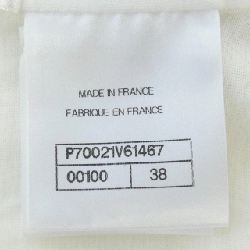 MADE IN FRANCE
FABRIQUE EN FRANCE
P70021V61467
00100 38